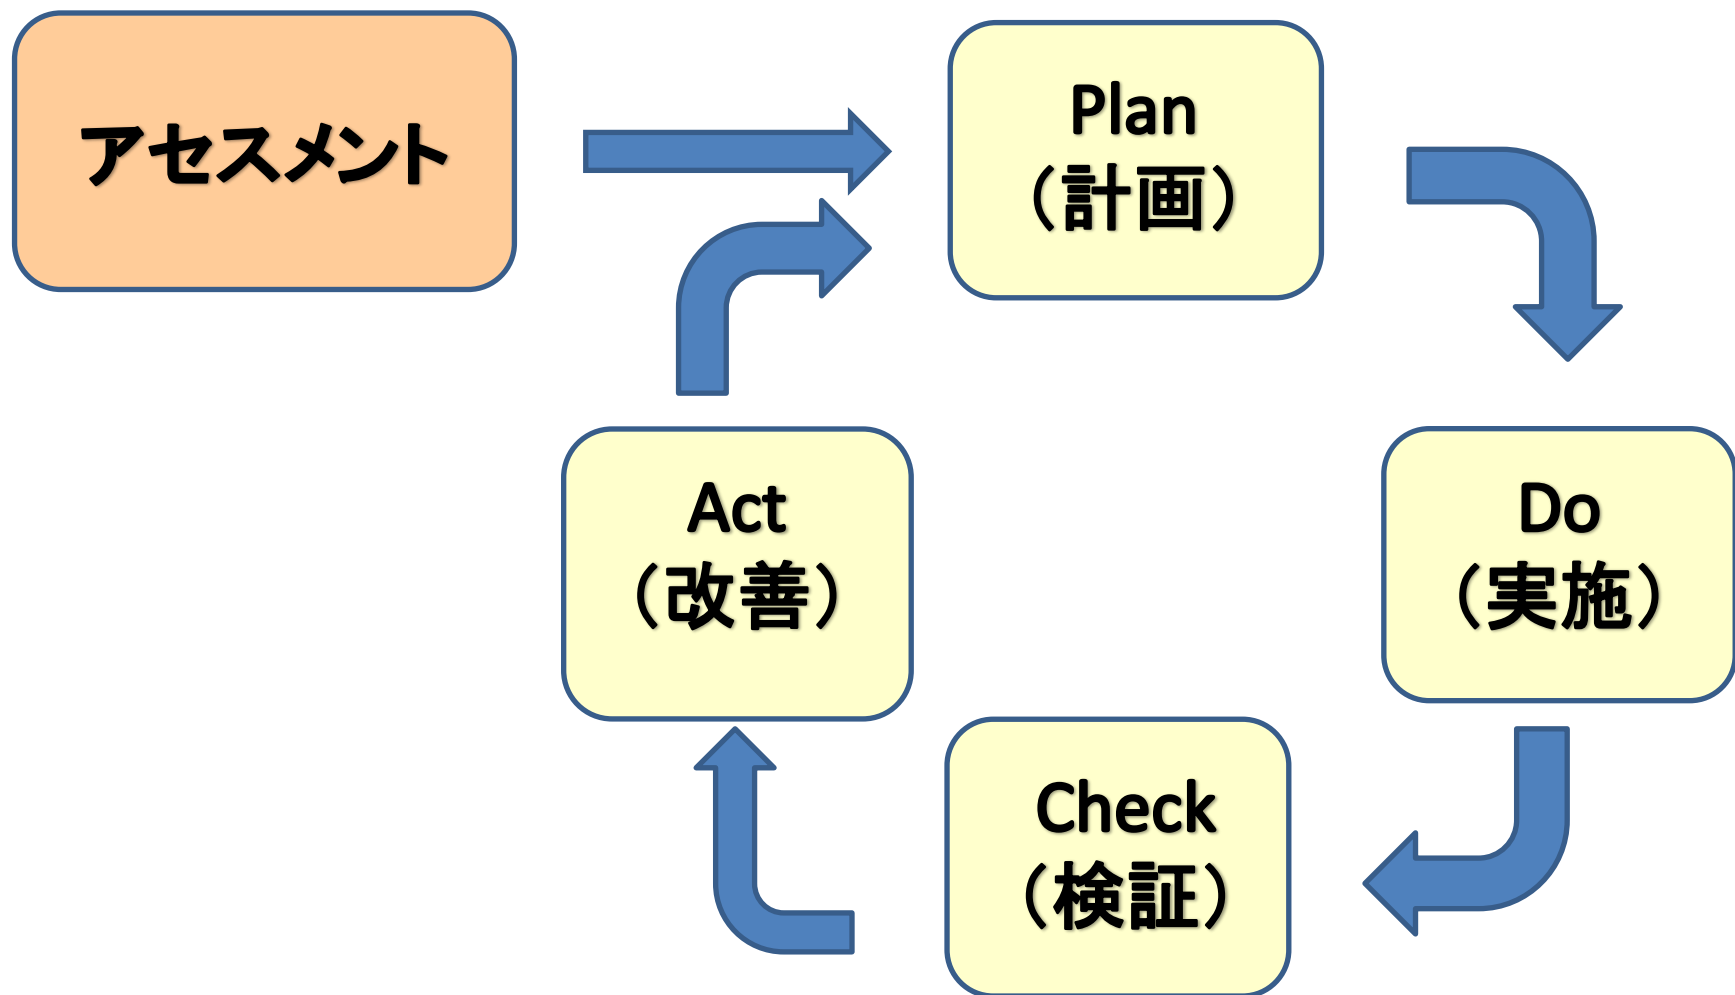 アセスメント
Plan
（計画）
Act
（改善）
Do
（実施）
Check
（検証）